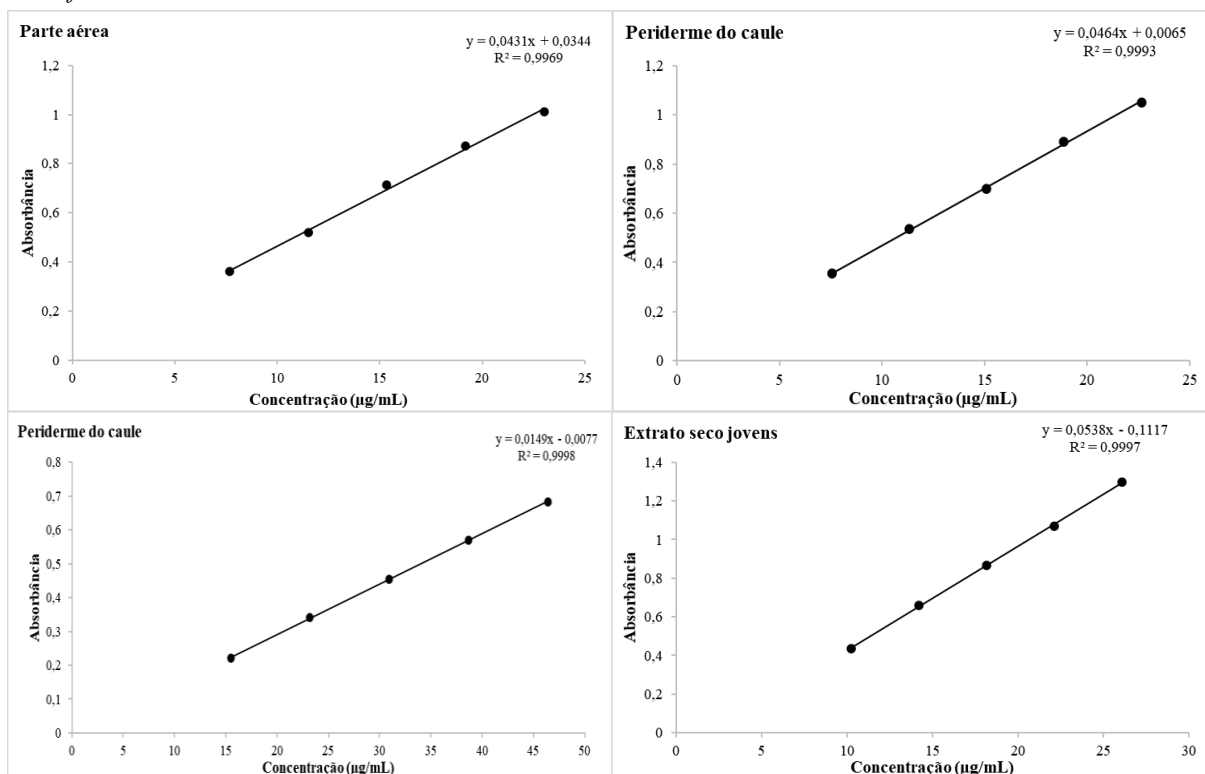 Parte aérea
y = 0,0431x + 0,0344
R² = 0,9969
1,2
1
0,8
0,6
0,4
0,2
0
Absorbância
0 5 10 15 20 25
Concentração (µg/mL)
Periderme do caule
y = 0,0464x + 0,0065
R² = 0,9993
1,2
1
0,8
0,6
0,4
0,2
0
Absorbância
0 5 10 15 20 25
Concentração (µg/mL)
Periderme do caule
y = 0,0149x - 0,0077
R² = 0,9998
0,8
0,7
0,6
0,5
0,4
0,3
0,2
0,1
0
Absorbância
0 5 10 15 20 25 30 35 40 45 50
Concentração (µg/mL)
Extrato seco jovens
y = 0,0538x - 0,1117
R² = 0,9997
1,4
1,2
1
0,8
0,6
0,4
0,2
0
Absorbância
0 5 10 15 20 25 30
Concentração (µg/mL)